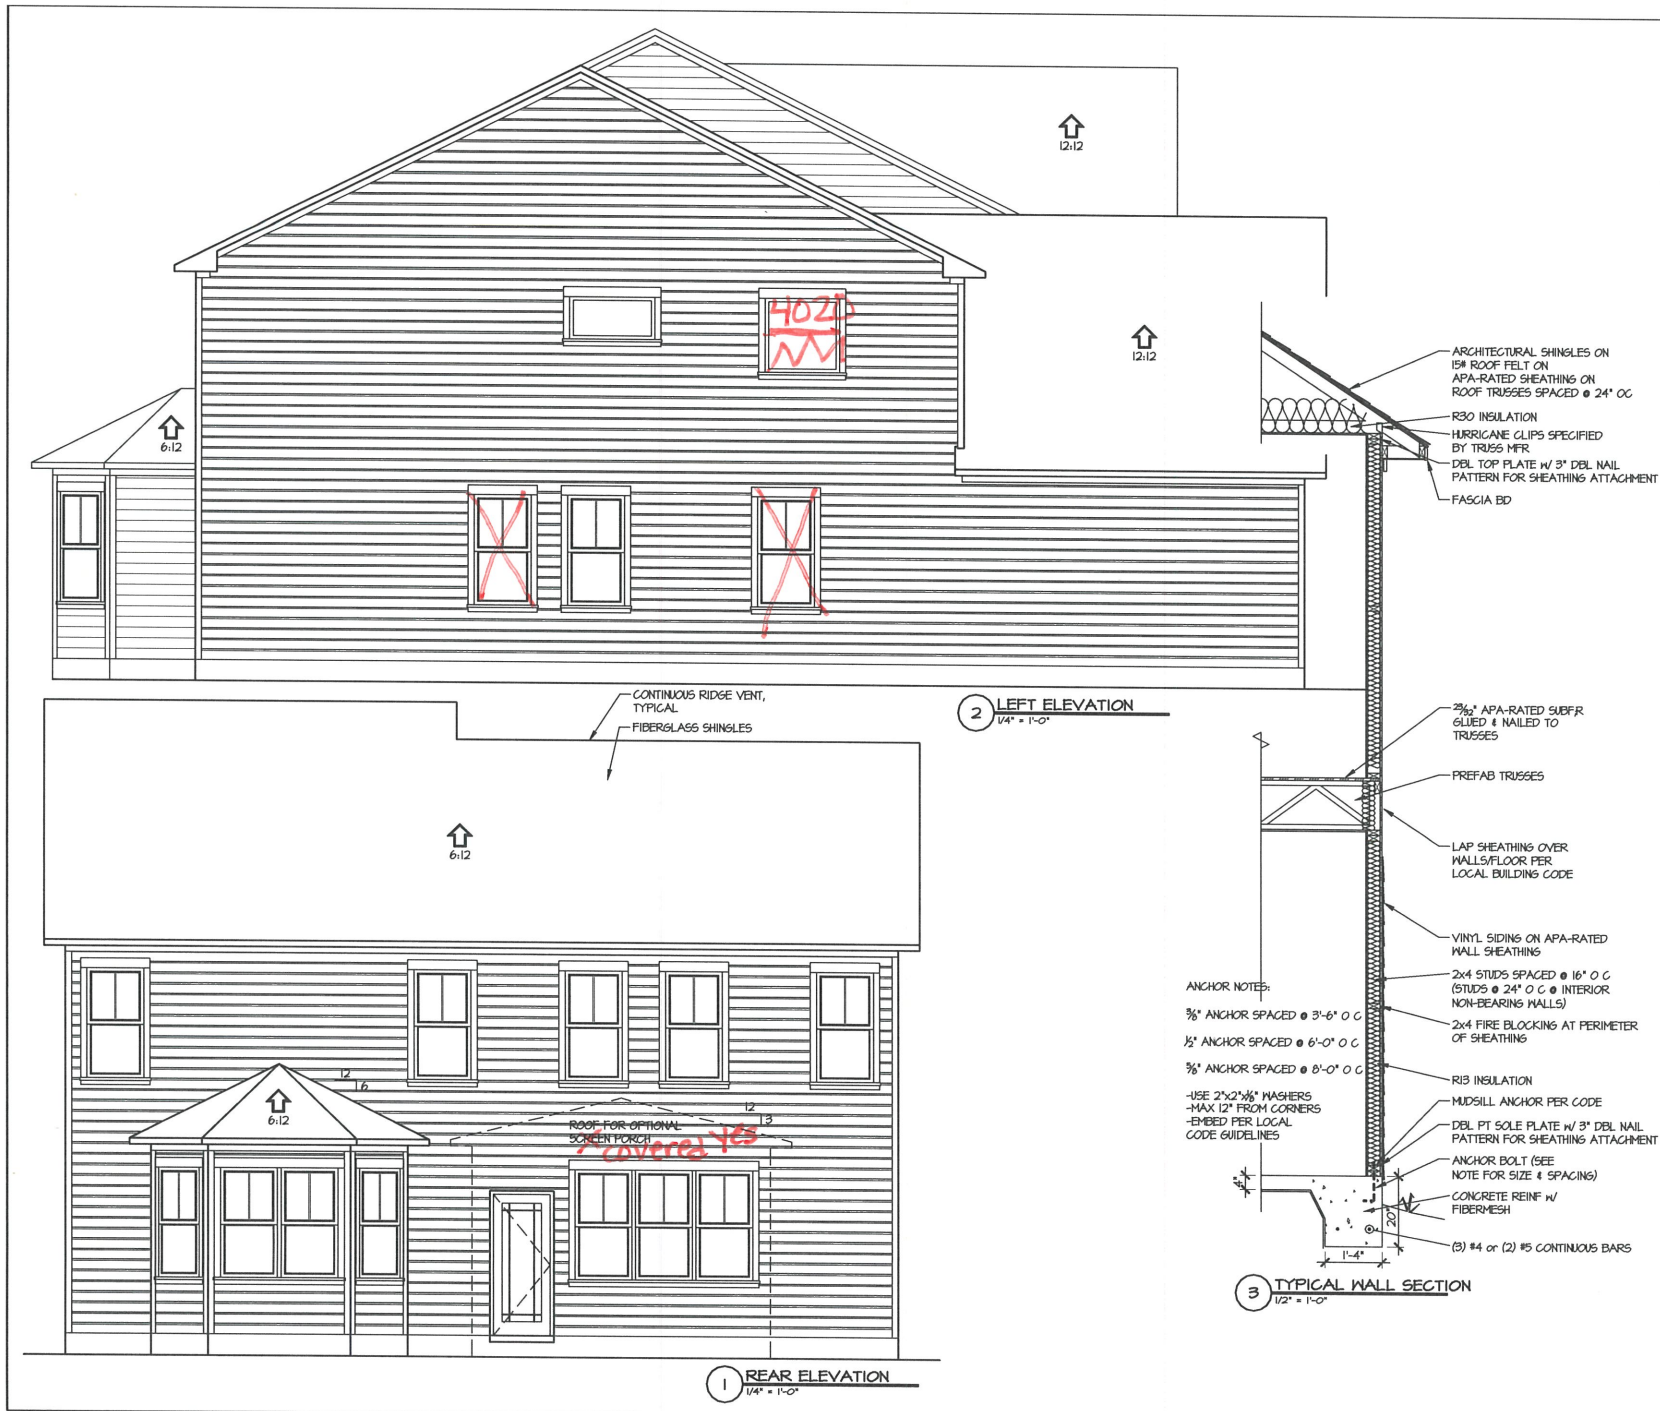 12:12
12:12
6:12
4020
2 LEFT ELEVATION
1/4" = 1'-0"
CONTINUOUS RIDGE VENT,
TYPICAL
FIBERGLASS SHINGLES
6:12
12
6
6:12
12
3
ROOF FOR OPTIONAL
SCREEN PORCH
covered Yes
1 REAR ELEVATION
1/4" = 1'-0"
ARCHITECTURAL SHINGLES ON
15# ROOF FELT ON
APA-RATED SHEATHING ON
ROOF TRUSSES SPACED @ 24" OC
R30 INSULATION
HURRICANE CLIPS SPECIFIED
BY TRUSS MFR
DBL TOP PLATE w/ 3" DBL NAIL
PATTERN FOR SHEATHING ATTACHMENT
FASCIA BD
23/32" APA-RATED SUBFLR
GLUED & NAILED TO
TRUSSES
PREFAB TRUSSES
LAP SHEATHING OVER
WALLS/FLOOR PER
LOCAL BUILDING CODE
VINYL SIDING ON APA-RATED
WALL SHEATHING
2x4 STUDS SPACED @ 16" O C
(STUDS @ 24" O C @ INTERIOR
NON-BEARING WALLS)
2x4 FIRE BLOCKING AT PERIMETER
OF SHEATHING
R13 INSULATION
MUDSILL ANCHOR PER CODE
DBL PT SOLE PLATE w/ 3" DBL NAIL
PATTERN FOR SHEATHING ATTACHMENT
ANCHOR BOLT (SEE
NOTE FOR SIZE & SPACING)
CONCRETE REINF w/
FIBERMESH
(3) #4 or (2) #5 CONTINUOUS BARS
ANCHOR NOTES:
3/8" ANCHOR SPACED @ 3'-6" O C
1/2" ANCHOR SPACED @ 6'-0" O C
5/8" ANCHOR SPACED @ 8'-0" O C
-USE 2"x2"x WASHERS
-MAX 12" FROM CORNERS
-EMBED PER LOCAL
CODE GUIDELINES
4"
20"
1'-4"
3 TYPICAL WALL SECTION
1/2" = 1'-0"